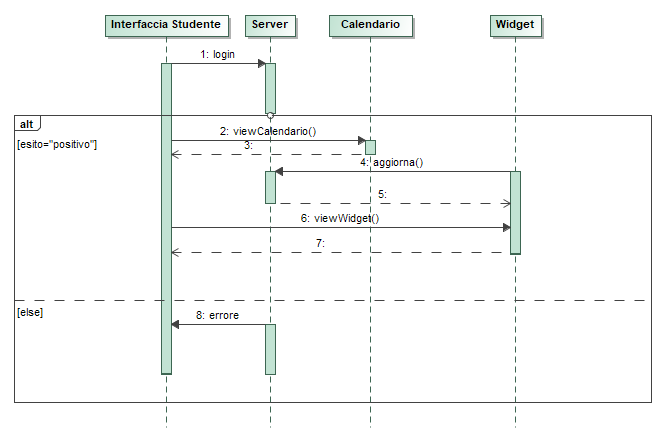 Interfaccia Studente
Server
Calendario
Widget
1: login
alt
2: viewCalendario()
[esito="positivo"]
3:
4: aggiorna()
5:
6: viewWidget()
7:
[else]
8: errore